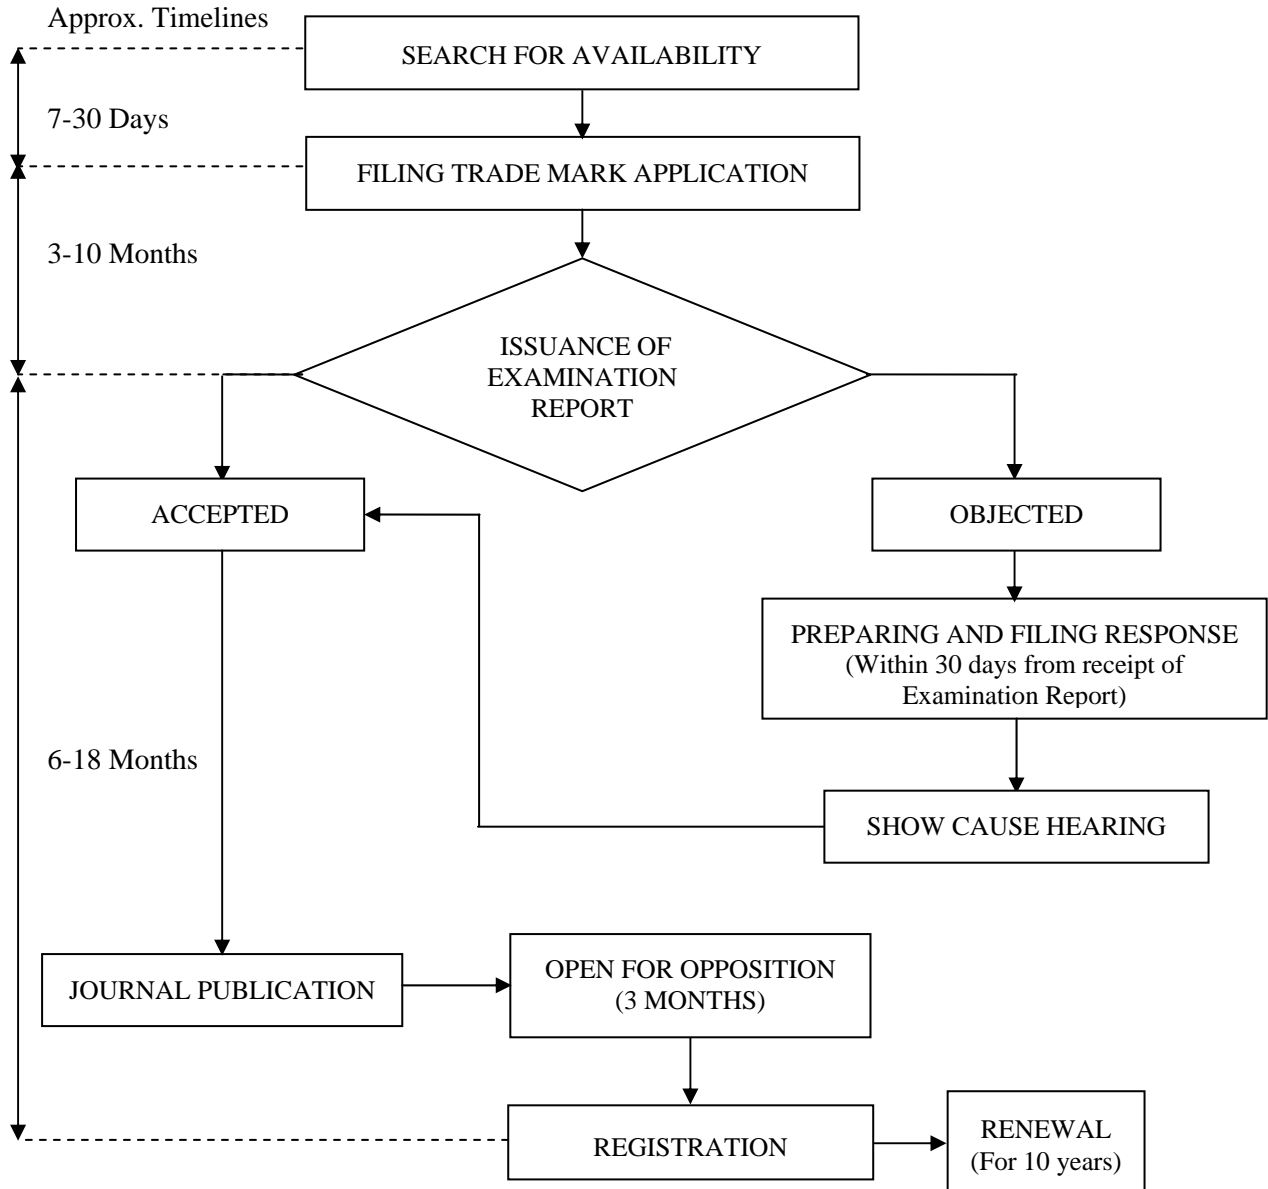 Approx. Timelines
SEARCH FOR AVAILABILITY
7-30 Days
FILING TRADE MARK APPLICATION
3-10 Months
ISSUANCE OF
EXAMINATION
REPORT
ACCEPTED
OBJECTED
PREPARING AND FILING RESPONSE
(Within 30 days from receipt of
Examination Report)
6-18 Months
SHOW CAUSE HEARING
JOURNAL PUBLICATION
OPEN FOR OPPOSITION
(3 MONTHS)
REGISTRATION
RENEWAL
(For 10 years)